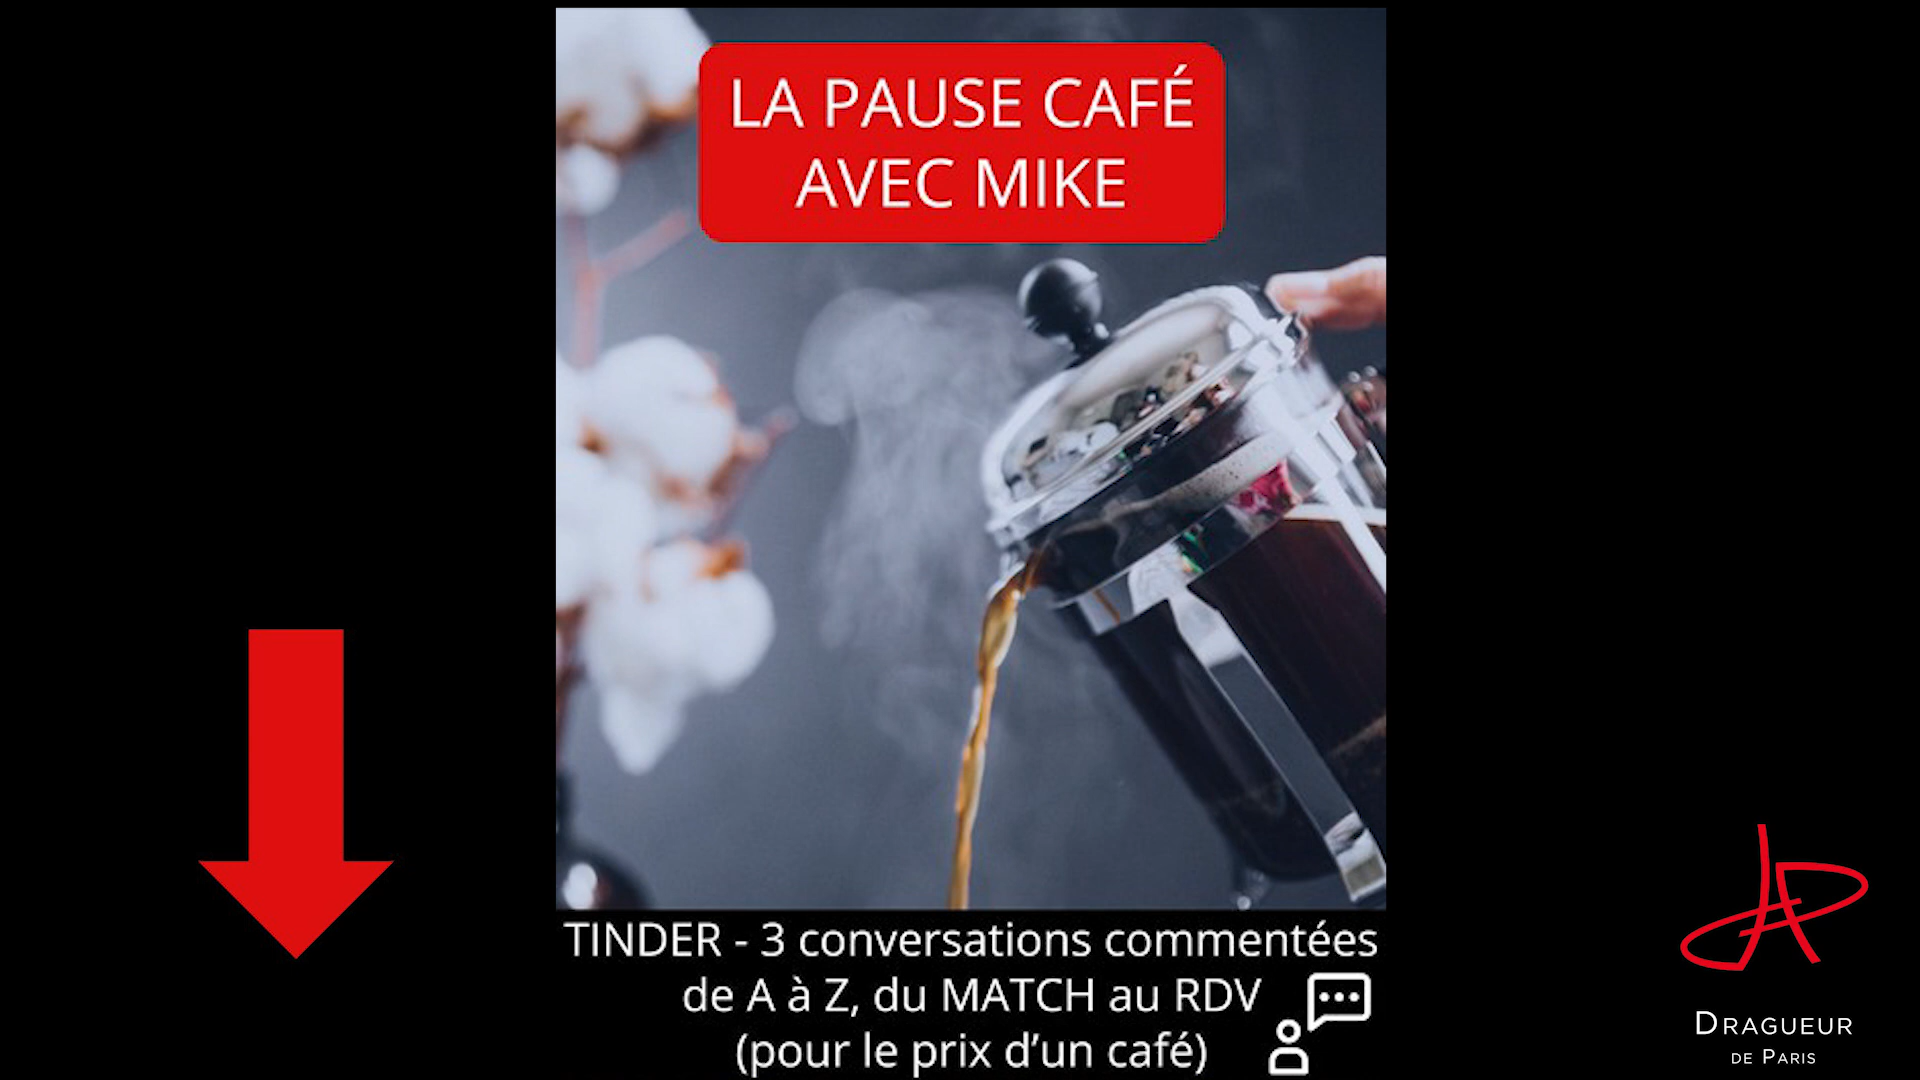 LA PAUSE CAFÉ
AVEC MIKE
TINDER - 3 conversations commentées
de A à Z, du MATCH au RDV
(pour le prix d’un café)
DRAGUEUR
DE PARIS